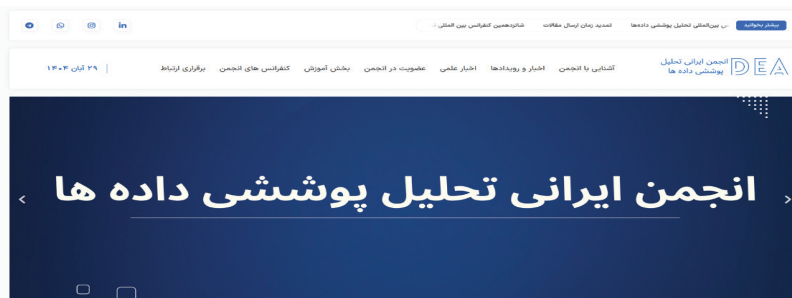 بیشتر بخوانید
بین‌المللی تحلیل پوششی داده‌ها
تمدید زمان ارسال مقالات
شانزدهمین کنفرانس بین المللی
in
انجمن ایرانی تحلیل
پوششی داده ها
DEA
آشنایی با انجمن
اخبار و رویدادها
اخبار علمی
عضویت در انجمن
بخش آموزش
کنفرانس های انجمن
برقراری ارتباط
۲۹ آبان ۱۴۰۴
انجمن ایرانی تحلیل پوششی داده ها